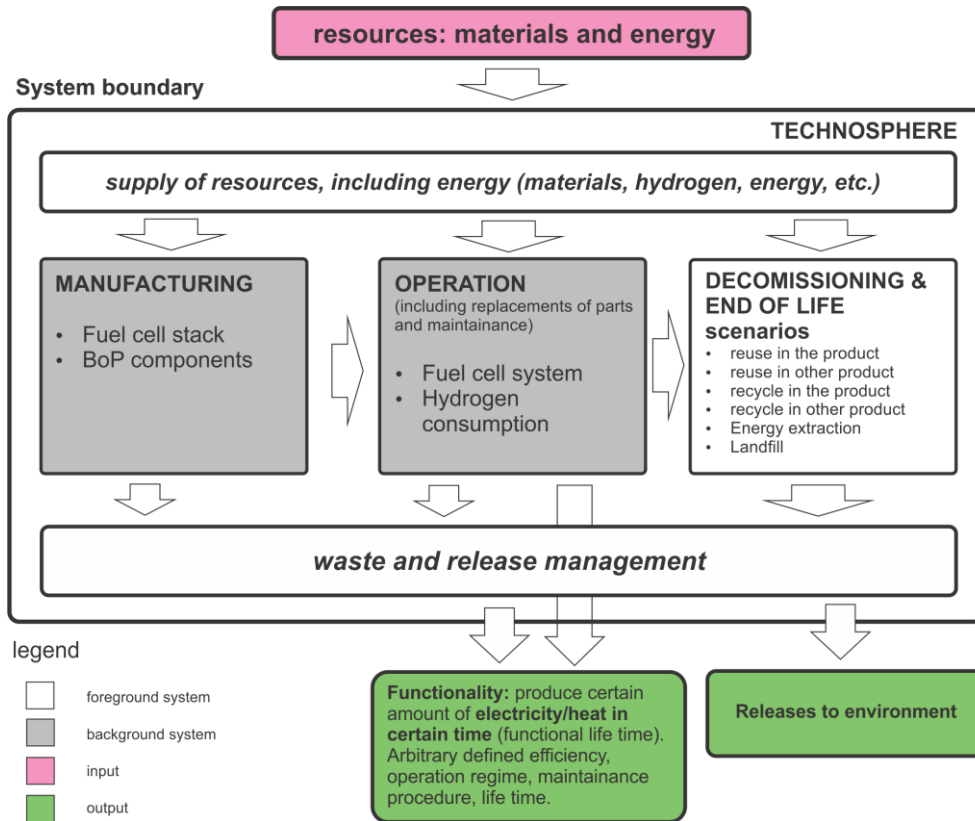 resources: materials and energy
System boundary
TECHNOSPHERE
supply of resources, including energy (materials, hydrogen, energy, etc.)
MANUFACTURING
• Fuel cell stack
• BoP components
OPERATION
(including replacements of parts
and maintainance)
• Fuel cell system
• Hydrogen
consumption
DECOMISSIONING &
END OF LIFE
scenarios
• reuse in the product
• reuse in other product
• recycle in the product
• recycle in other product
• Energy extraction
• Landfill
waste and release management
legend
foreground system
background system
input
output
Functionality: produce certain
amount of electricity/heat in
certain time (functional life time).
Arbitrary defined efficiency,
operation regime, maintainance
procedure, life time.
Releases to environment